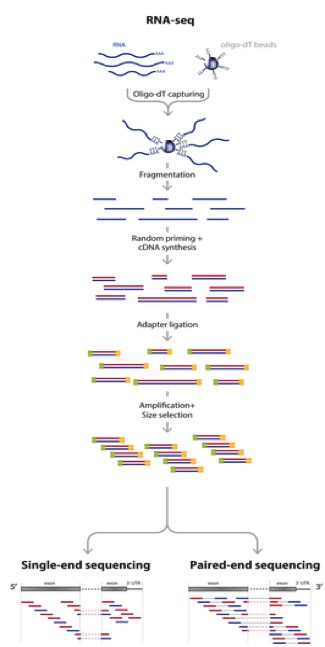 RNA-seq
RNA
oligo-dT beads
AAA
AAA
AAA
Oligo-dT capturing
Fragmentation
Random priming +
cDNA synthesis
Adapter ligation
Amplification+
Size selection
Single-end sequencing
Paired-end sequencing
5'
exon
exon
3' UTR
exon
exon
3' UTR
3'